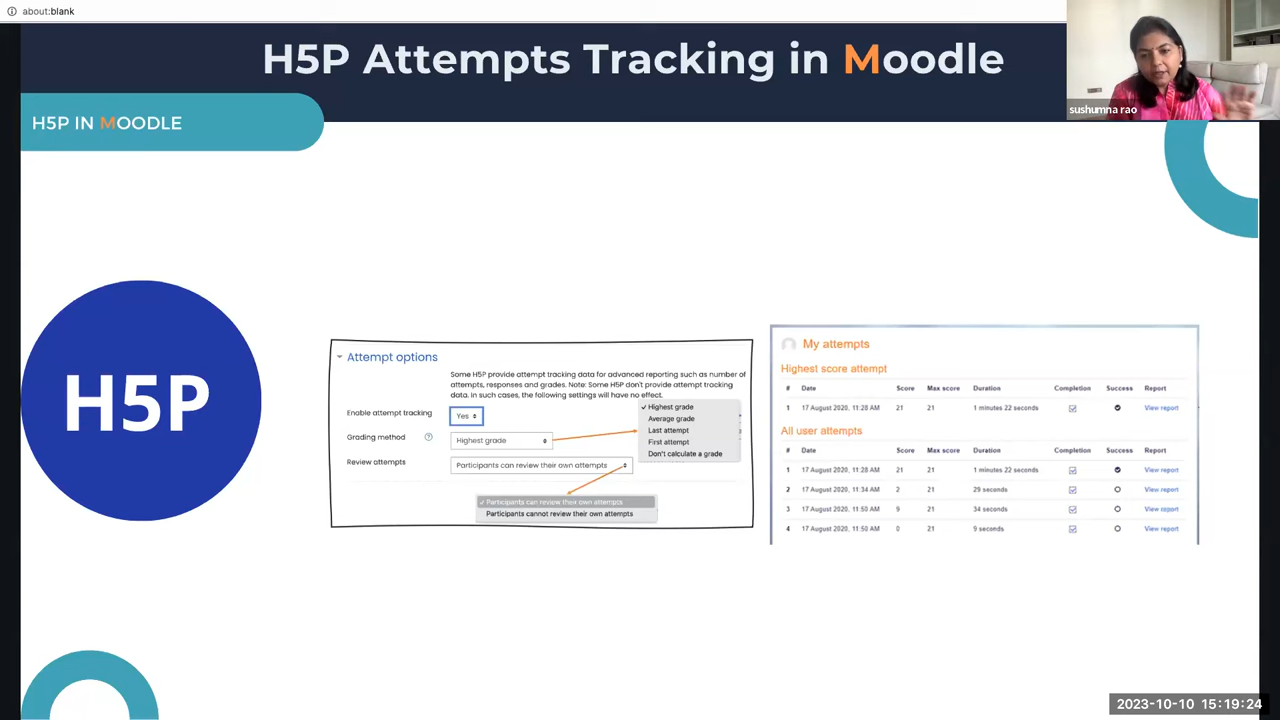 about:blank
H5P Attempts Tracking in Moodle
sushumna rao
H5P IN MOODLE
H5P
Attempt options
Some H5P provide attempt tracking data for advanced reporting such as number of
attempts, responses and grades. Note: Some H5P don't provide attempt tracking
data. In such cases, the following settings will have no effect.
Enable attempt tracking Yes
Grading method Highest grade
Highest grade
Average grade
Last attempt
First attempt
Don't calculate a grade
Review attempts Participants can review their own attempts
Participants can review their own attempts
Participants cannot review their own attempts
My attempts
Highest score attempt
# Date Score Max score Duration Completion Success Report
1 17 August 2020, 11:28 AM 21 21 1 minutes 22 seconds View report
All user attempts
# Date Score Max score Duration Completion Success Report
1 17 August 2020, 11:28 AM 21 21 1 minutes 22 seconds View report
2 17 August 2020, 11:34 AM 2 21 29 seconds View report
3 17 August 2020, 11:50 AM 9 21 34 seconds View report
4 17 August 2020, 11:50 AM 0 21 9 seconds View report
2023-10-10 15:19:24